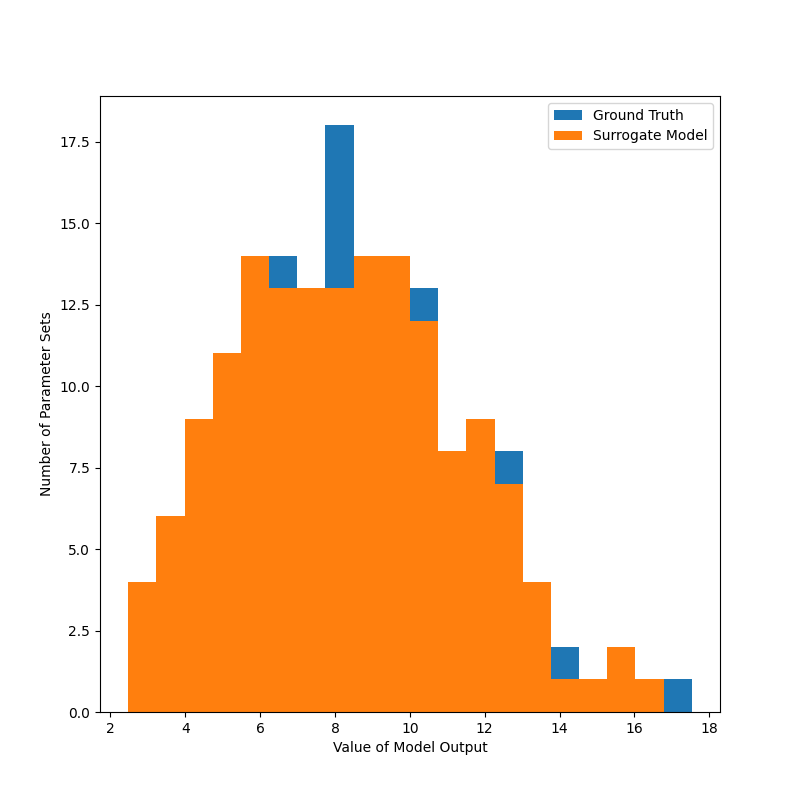 Ground Truth
Surrogate Model
17.5
15.0
12.5
10.0
7.5
5.0
2.5
0.0
Number of Parameter Sets
2 4 6 8 10 12 14 16 18
Value of Model Output